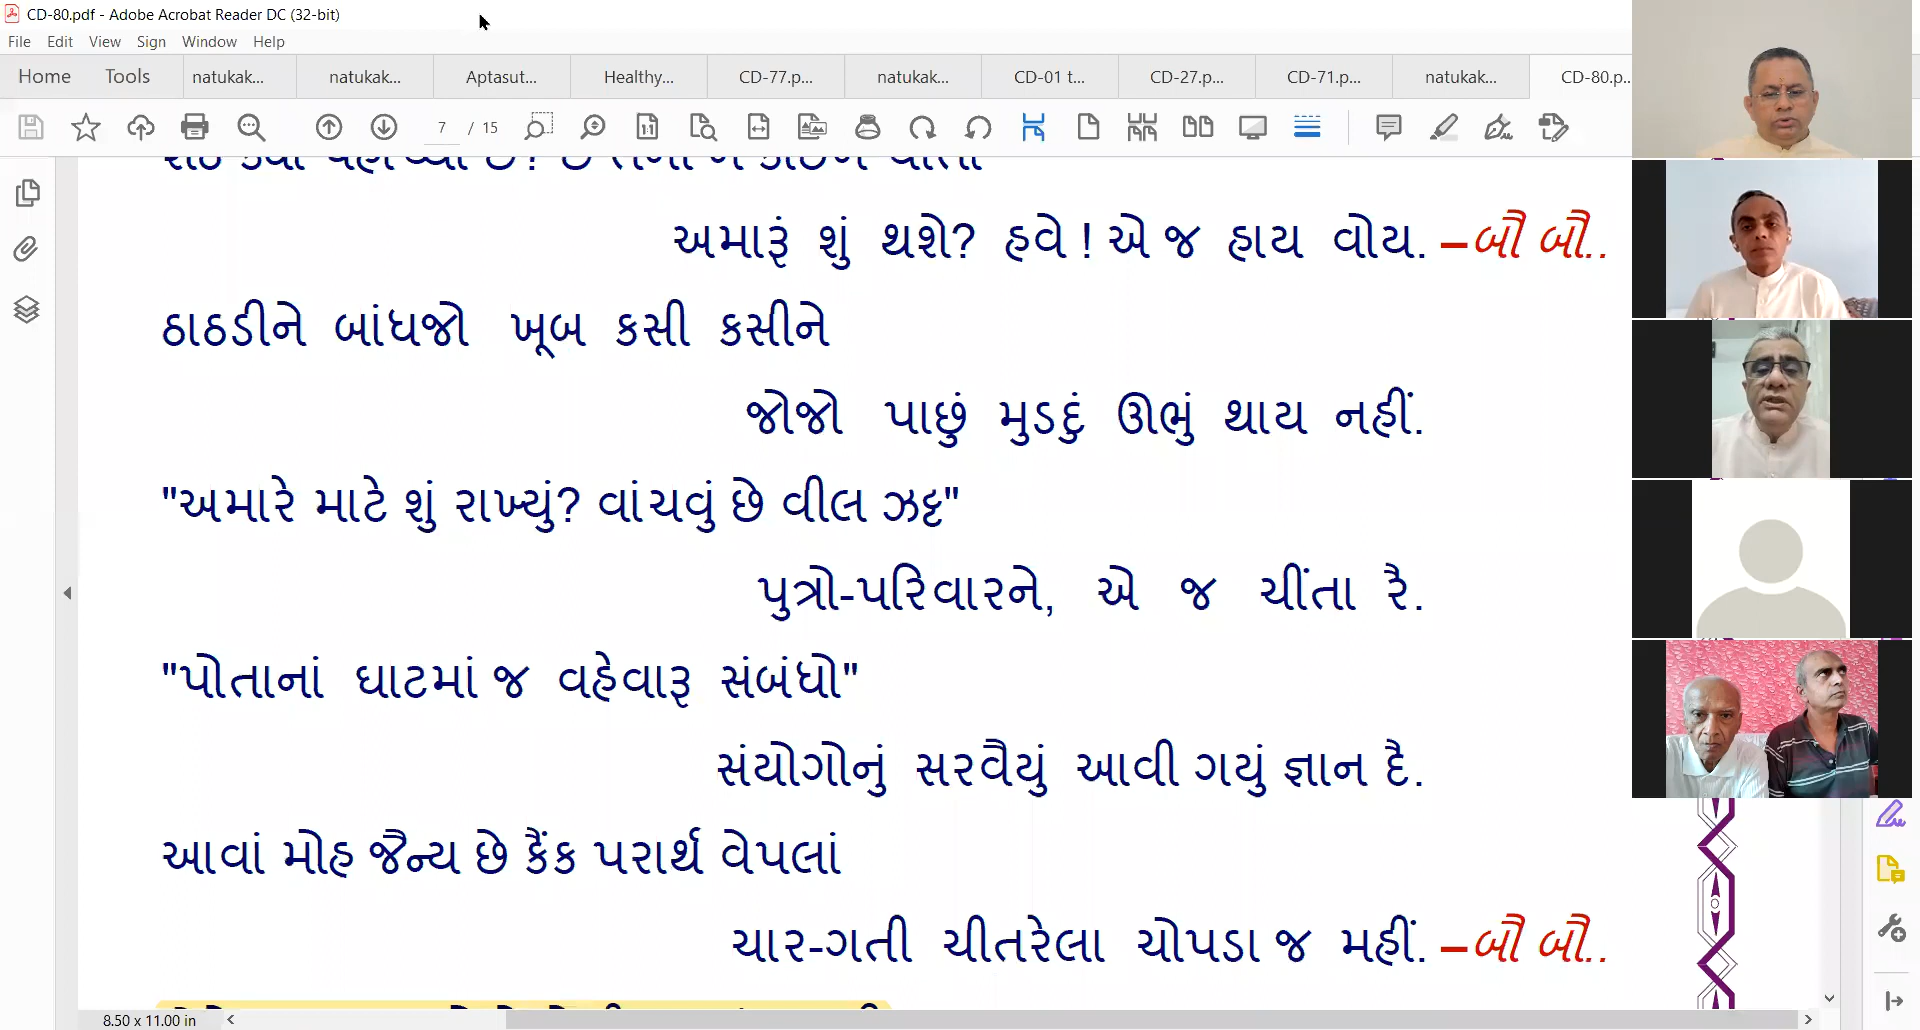 CD-80.pdf - Adobe Acrobat Reader DC (32-bit)
File Edit View Sign Window Help
Home Tools natukak... natukak... Aptasut... Healthy... CD-77.p... natukak... CD-01 t... CD-27.p... CD-71.p... natukak... CD-80.p...
7 / 15
અમારૂં શું થશે? હવે ! એ જ હાય વોય. –બૌ બૌ..
ઠાઠડીને બાંધજો ખૂબ કસી કસીને
જોજો પાછું મુડદું ઊભું થાય નહીં.
"અમારે માટે શું રાખ્યું? વાંચવું છે વીલ ઝટ્ટ"
પુત્રો-પરિવારને, એ જ ચીંતા રૈ.
"પોતાનાં ઘાટમાં જ વહેવારૂ સંબંધો"
સંયોગોનું સરવૈયું આવી ગયું જ્ઞાન દૈ.
આવાં મોહ જૈન્ય છે કૈંક પરાર્થ વેપલાં
ચાર-ગતી ચીતરેલા ચોપડા જ મહીં. –બૌ બૌ..
8.50 x 11.00 in